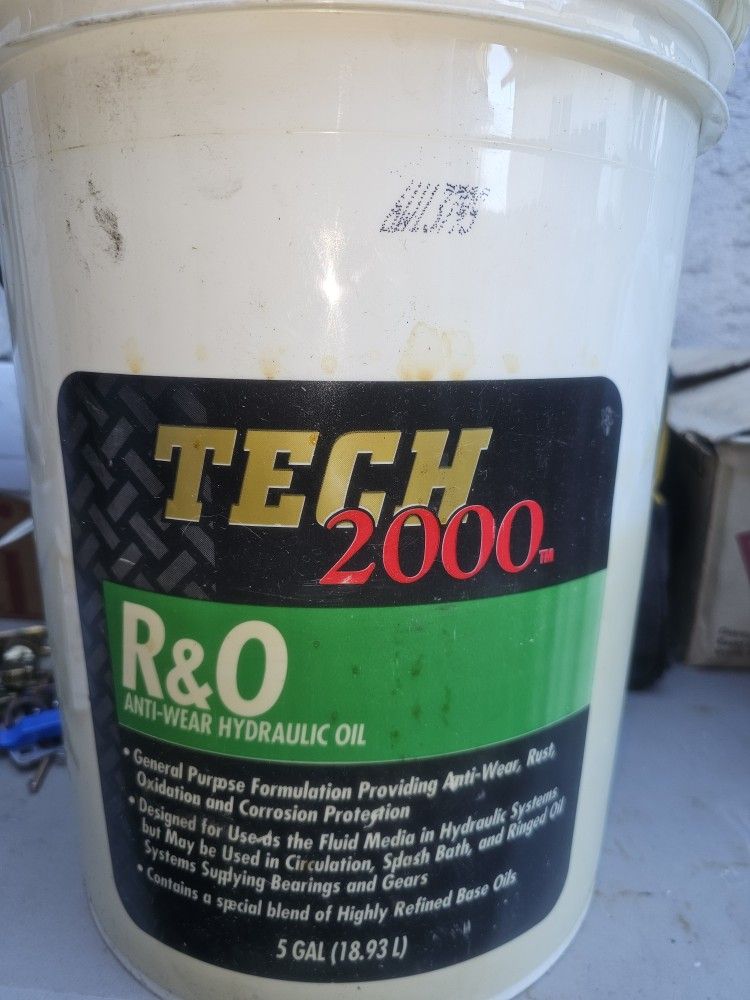 TECH
2000™
R&O
ANTI-WEAR HYDRAULIC OIL
• General Purpose Formulation Providing Anti-Wear, Rust,
Oxidation and Corrosion Protection
• Designed for Use as the Fluid Media in Hydraulic Systems
but May be Used in Circulation, Splash Bath, and Ringed Oil
Systems Supplying Bearings and Gears
• Contains a special blend of Highly Refined Base Oils
5 GAL (18.93 L)